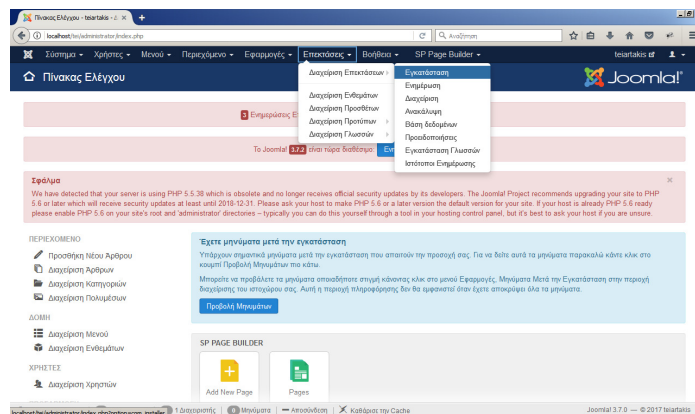 Πίνακας Ελέγχου - teiartakis - Δ
localhost/tei/administrator/index.php
Αναζήτηση
Σύστημα Χρήστες Μενού Περιεχόμενο Εφαρμογές Επεκτάσεις Βοήθεια SP Page Builder teiartakis
Πίνακας Ελέγχου
Joomla!
Διαχείριση Επεκτάσεων
Διαχείριση Ενθεμάτων
Διαχείριση Προσθέτων
Διαχείριση Προτύπων
Διαχείριση Γλωσσών
Εγκατάσταση
Ενημέρωση
Διαχείριση
Ανακάλυψη
Βάση δεδομένων
Προειδοποιήσεις
Εγκατάσταση Γλωσσών
Ιστότοποι Ενημέρωσης
3 Ενημερώσεις Ε
Το Joomla! 3.7.2 είναι τώρα διαθέσιμο: Εν
Σφάλμα
We have detected that your server is using PHP 5.5.38 which is obsolete and no longer receives official security updates by its developers. The Joomla! Project recommends upgrading your site to PHP
5.6 or later which will receive security updates at least until 2018-12-31. Please ask your host to make PHP 5.6 or a later version the default version for your site. If your host is already PHP 5.6 ready
please enable PHP 5.6 on your site's root and 'administrator' directories – typically you can do this yourself through a tool in your hosting control panel, but it's best to ask your host if you are unsure.
ΠΕΡΙΕΧΟΜΕΝΟ
Προσθήκη Νέου Άρθρου
Διαχείριση Άρθρων
Διαχείριση Κατηγοριών
Διαχείριση Πολυμέσων
ΔΟΜΗ
Διαχείριση Μενού
Διαχείριση Ενθεμάτων
ΧΡΗΣΤΕΣ
Διαχείριση Χρηστών
Έχετε μηνύματα μετά την εγκατάσταση
Υπάρχουν σημαντικά μηνύματα μετά την εγκατάσταση που απαιτούν την προσοχή σας. Για να δείτε αυτά τα μηνύματα παρακαλώ κάντε κλικ στο
κουμπί Προβολή Μηνυμάτων πιο κάτω.
Μπορείτε να προβάλετε τα μηνύματα οποιαδήποτε στιγμή κάνοντας κλικ στο μενού Εφαρμογές, Μηνύματα Μετά την Εγκατάσταση στην περιοχή
διαχείρισης του ιστοχώρου σας. Αυτή η περιοχή πληροφόρησης δεν θα εμφανιστεί όταν έχετε αποκρύψει όλα τα μηνύματα.
Προβολή Μηνυμάτων
SP PAGE BUILDER
Add New Page
Pages
localhost/tei/administrator/index.php?option=com_installer 1 Διαχειριστής 0 Μηνύματα Αποσύνδεση Καθάρισε την Cache Joomla! 3.7.0 — © 2017 teiartakis